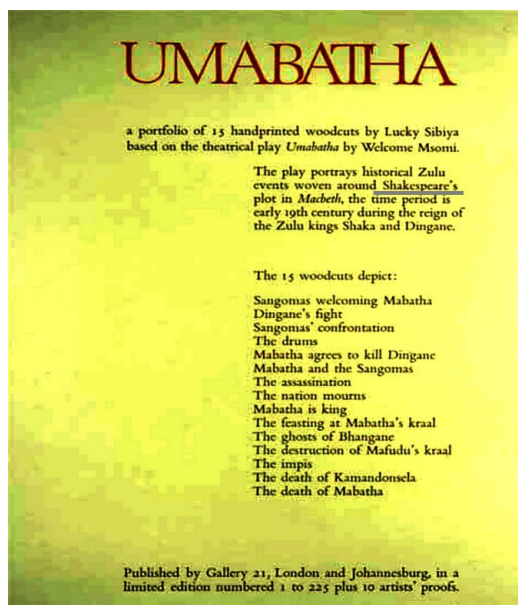 UMABATHA
a portfolio of 15 handprinted woodcuts by Lucky Sibiya
based on the theatrical play Umabatha by Welcome Msomi.
The play portrays historical Zulu
events woven around Shakespeare's
plot in Macbeth, the time period is
early 19th century during the reign of
the Zulu kings Shaka and Dingane.
The 15 woodcuts depict:
Sangomas welcoming Mabatha
Dingane's fight
Sangomas' confrontation
The drums
Mabatha agrees to kill Dingane
Mabatha and the Sangomas
The assassination
The nation mourns
Mabatha is king
The feasting at Mabatha's kraal
The ghosts of Bhangane
The destruction of Mafudu's kraal
The impis
The death of Kamandonsela
The death of Mabatha
Published by Gallery 21, London and Johannesburg, in a
limited edition numbered 1 to 225 plus 10 artists' proofs.